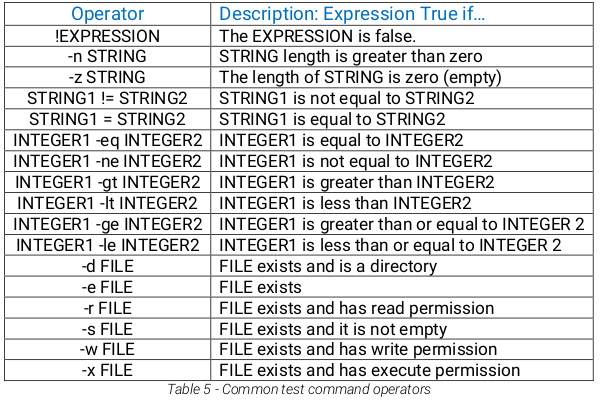 Operator Description: Expression True if…
!EXPRESSION The EXPRESSION is false.
-n STRING STRING length is greater than zero
-z STRING The length of STRING is zero (empty)
STRING1 != STRING2 STRING1 is not equal to STRING2
STRING1 = STRING2 STRING1 is equal to STRING2
INTEGER1 -eq INTEGER2 INTEGER1 is equal to INTEGER2
INTEGER1 -ne INTEGER2 INTEGER1 is not equal to INTEGER2
INTEGER1 -gt INTEGER2 INTEGER1 is greater than INTEGER2
INTEGER1 -lt INTEGER2 INTEGER1 is less than INTEGER2
INTEGER1 -ge INTEGER2 INTEGER1 is greater than or equal to INTEGER 2
INTEGER1 -le INTEGER2 INTEGER1 is less than or equal to INTEGER 2
-d FILE FILE exists and is a directory
-e FILE FILE exists
-r FILE FILE exists and has read permission
-s FILE FILE exists and it is not empty
-w FILE FILE exists and has write permission
-x FILE FILE exists and has execute permission
Table 5 - Common test command operators